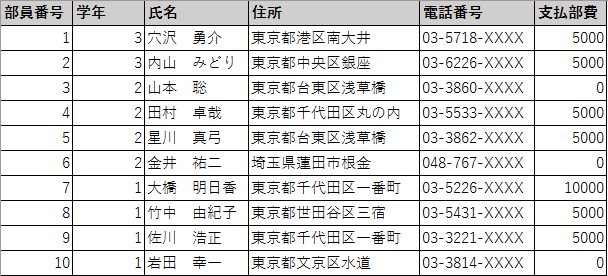 部員番号 学年 氏名 住所 電話番号 支払部費
1 3 穴沢　勇介 東京都港区南大井 03-5718-XXXX 5000
2 3 内山　みどり 東京都中央区銀座 03-6226-XXXX 5000
3 2 山本　聡 東京都台東区浅草橋 03-3860-XXXX 0
4 2 田村　卓哉 東京都千代田区丸の内 03-5533-XXXX 5000
5 2 星川　真弓 東京都台東区浅草橋 03-3862-XXXX 5000
6 2 金井　祐二 埼玉県蓮田市根金 048-767-XXXX 0
7 1 大橋　明日香 東京都千代田区一番町 03-5226-XXXX 10000
8 1 竹中　由紀子 東京都世田谷区三宿 03-5431-XXXX 5000
9 1 佐川　浩正 東京都千代田区一番町 03-3221-XXXX 5000
10 1 岩田　幸一 東京都文京区水道 03-3814-XXXX 0